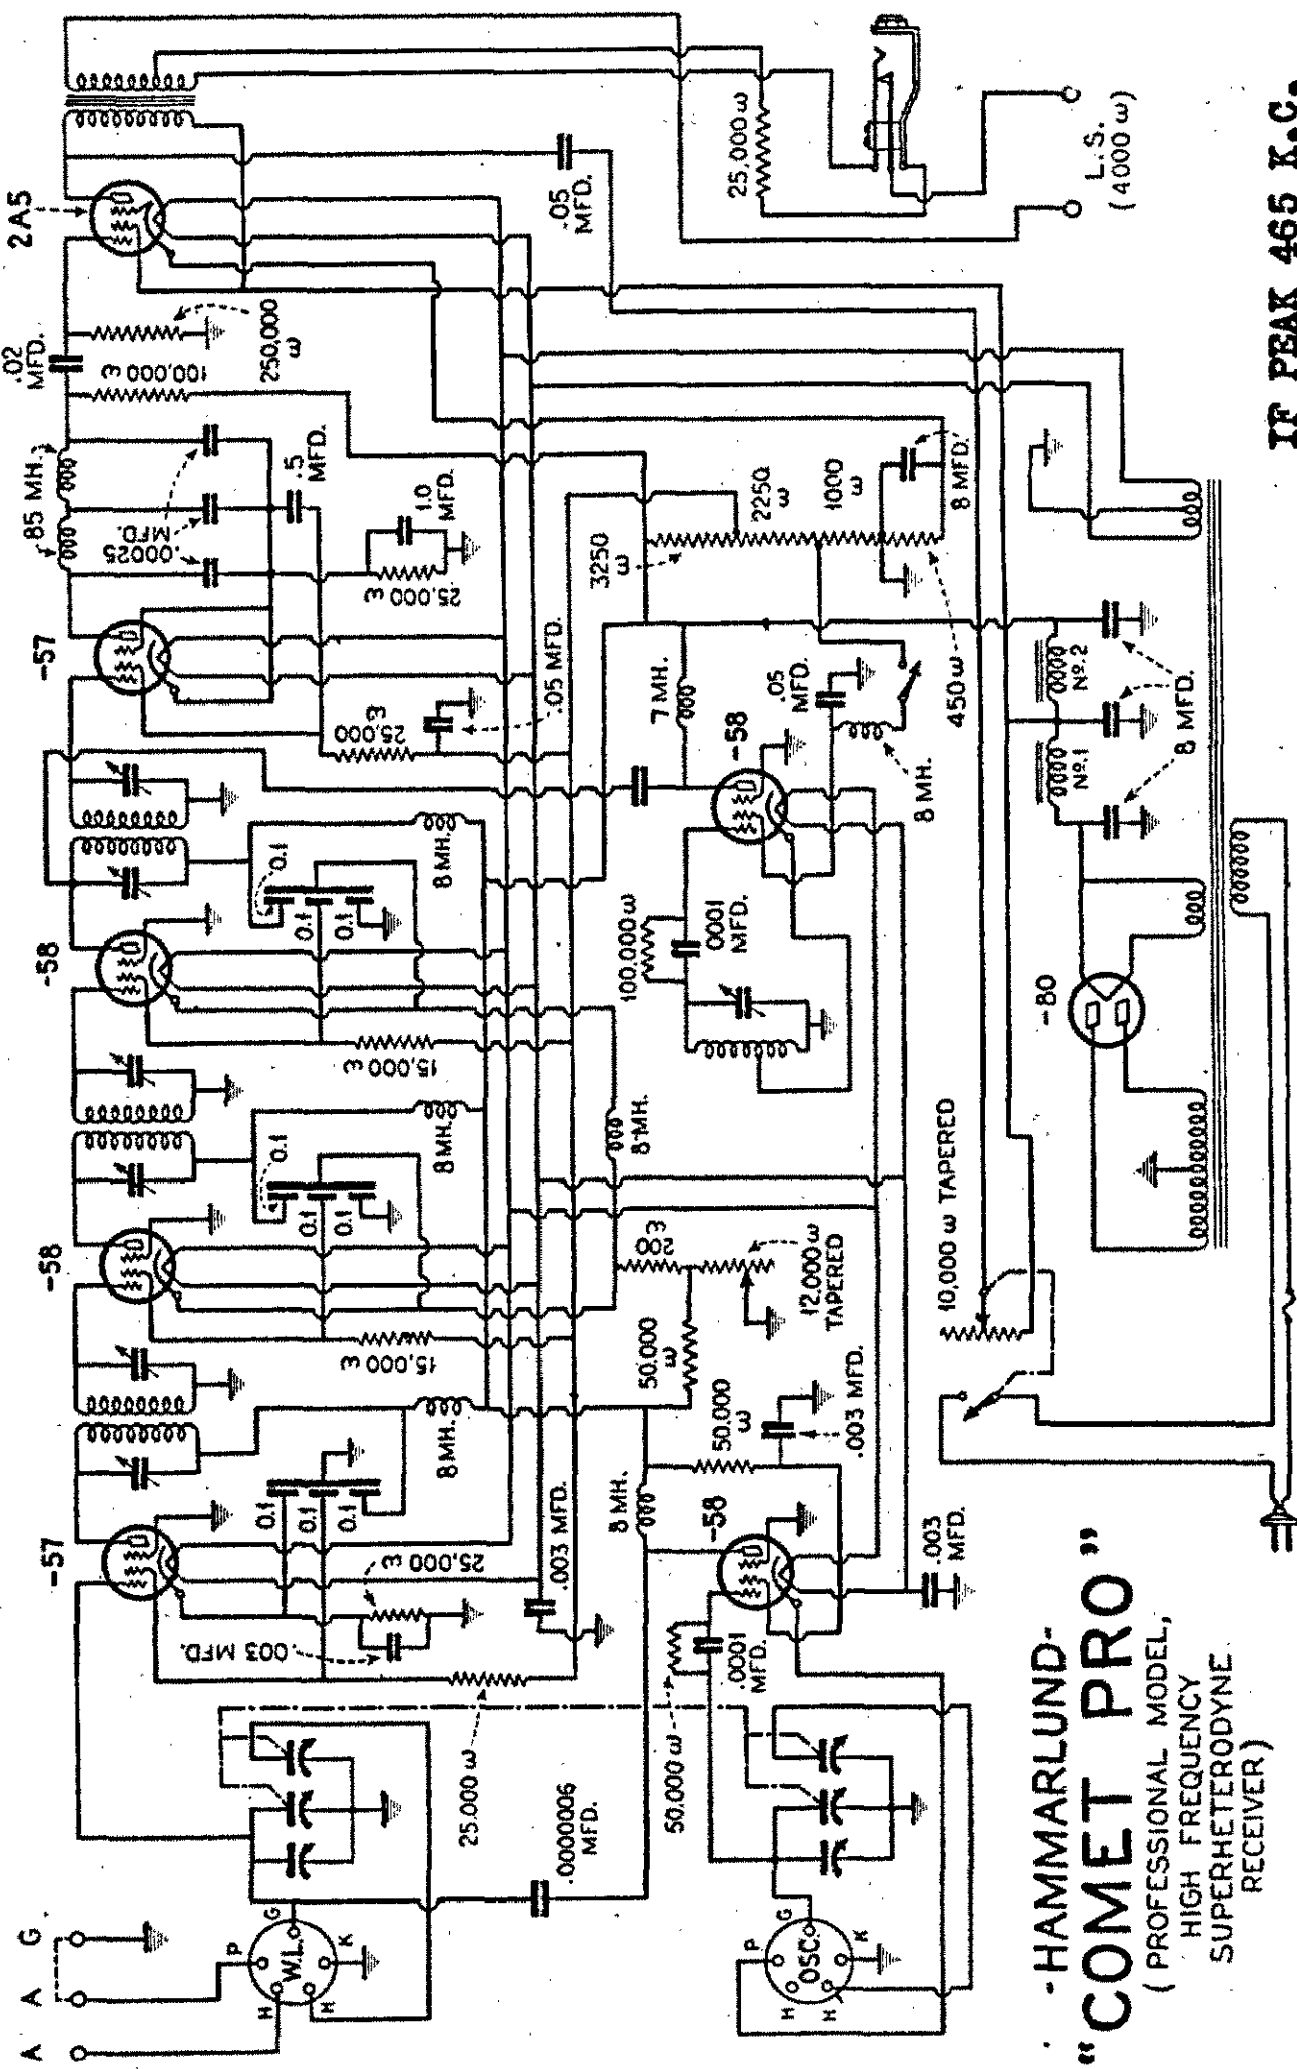 A A G
W.L.
P
G
K
H
H
OSC.
P
G
K
H
H
-57
-58
-58
-57
2A5
.0000006
MFD.
25,000 ω
.003 MFD.
25,000 ω
0.1
0.1
0.1
8 MH.
.003 MFD.
15,000 ω
0.1
0.1
0.1
8 MH.
15,000 ω
0.1
0.1
0.1
8 MH.
25,000
ω
.05 MFD.
.00025
MFD.
85 MH.
25,000 ω
1.0
MFD.
.5
MFD.
100,000 ω
.02
MFD.
250,000
ω
.05
MFD.
25,000 ω
L.S.
(4000 ω)
50,000 ω
.0001
MFD.
-58
8 MH.
50,000
ω
.003 MFD.
.003
MFD.
50,000
ω
200 ω
12,000 ω
TAPERED
8 MH.
100,000 ω
.0001
MFD.
-58
7 MH.
.05
MFD.
8 MH.
3250
ω
2250
ω
1000
ω
450 ω
8 MFD.
10,000 ω TAPERED
-80
Nº.1
Nº.2
8 MFD.
-HAMMARLUND-
"COMET PRO"
( PROFESSIONAL MODEL,
HIGH FREQUENCY
SUPERHETERODYNE
RECEIVER)
IF PEAK 465 K.C.